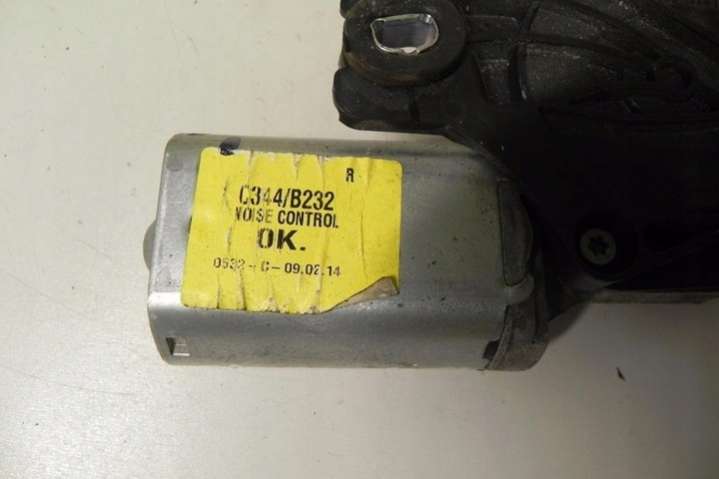 R
C344/B232
NOISE CONTROL
OK.
0532-C-09.02.14